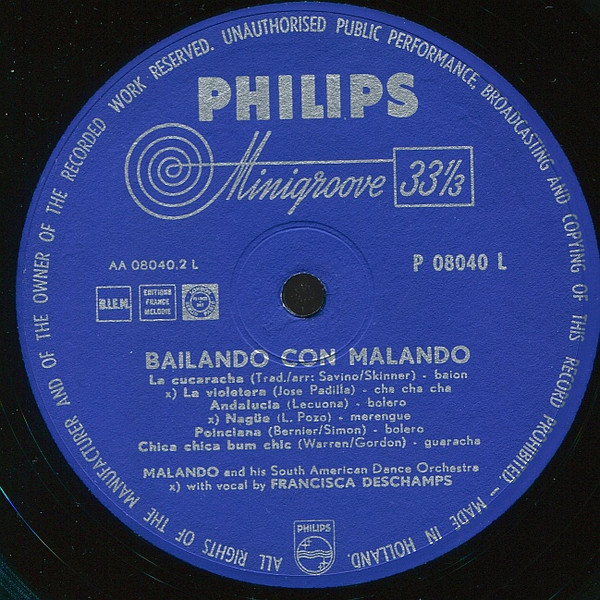 ALL RIGHTS OF THE MANUFACTURER AND OF THE OWNER OF THE RECORDED WORK RESERVED. UNAUTHORISED PUBLIC PERFORMANCE, BROADCASTING AND COPYING OF THIS RECORD PROHIBITED. – MADE IN HOLLAND.
PHILIPS
Minigroove 33⅓
AA 08040.2 L
P 08040 L
B.I.E.M.
EDITIONS
FRANCE
MELODIE
BAILANDO CON MALANDO
La cucaracha (Trad./arr: Savino/Skinner) - baion
x) La violetera (Jose Padilla) - cha cha cha
Andalucia (Lecuona) - bolero
x) Nagüe (L. Pozo) - merengue
Poinciana (Bernier/Simon) - bolero
Chica chica bum chic (Warren/Gordon) - guaracha
MALANDO and his South American Dance Orchestra
x) with vocal by FRANCISCA DESCHAMPS
PHILIPS